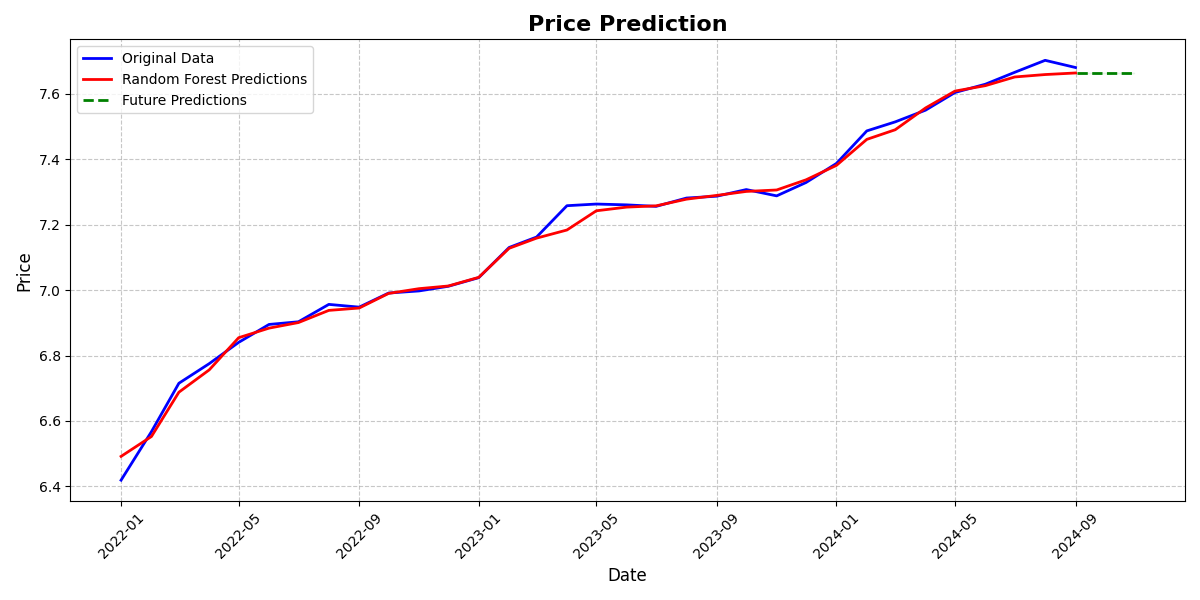 Price Prediction
Original Data
Random Forest Predictions
Future Predictions
Price
7.6
7.4
7.2
7.0
6.8
6.6
6.4
2022-01
2022-05
2022-09
2023-01
2023-05
2023-09
2024-01
2024-05
2024-09
Date